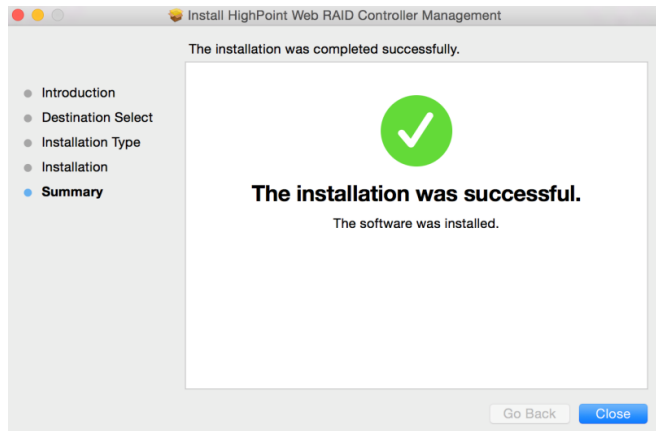 Install HighPoint Web RAID Controller Management
The installation was completed successfully.
Introduction
Destination Select
Installation Type
Installation
Summary
The installation was successful.
The software was installed.
Go Back
Close